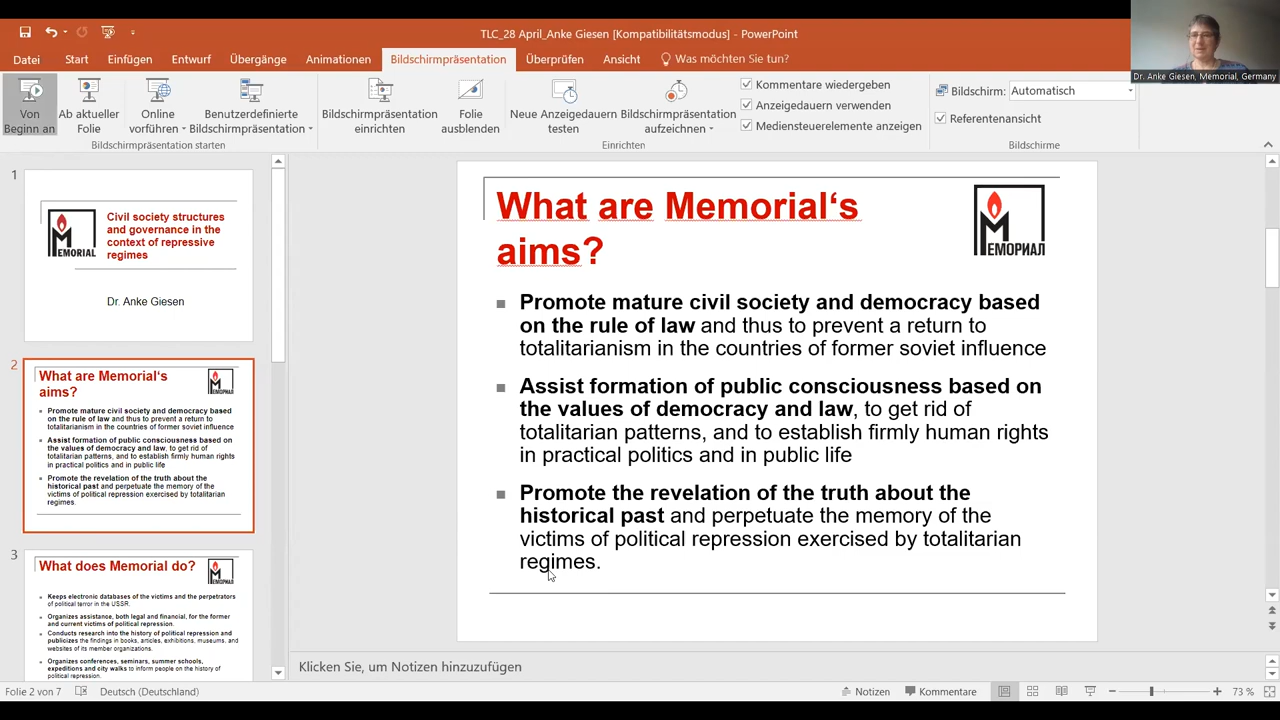 TLC_28 April_Anke Giesen [Kompatibilitätsmodus] - PowerPoint
Dr. Anke Giesen, Memorial, Germany
Datei Start Einfügen Entwurf Übergänge Animationen Bildschirmpräsentation Überprüfen Ansicht Was möchten Sie tun?
Von Beginn an
Ab aktueller Folie
Online vorführen
Benutzerdefinierte Bildschirmpräsentation
Bildschirmpräsentation starten
Bildschirmpräsentation einrichten
Folie ausblenden
Neue Anzeigedauern testen
Bildschirmpräsentation aufzeichnen
Kommentare wiedergeben
Anzeigedauern verwenden
Mediensteuerelemente anzeigen
Einrichten
Bildschirm: Automatisch
Referentenansicht
Bildschirme
1
MEMORIAL
Civil society structures
and governance in the
context of repressive
regimes
Dr. Anke Giesen
2
What are Memorial‘s
aims?
МЕМОРИАЛ
Promote mature civil society and democracy based
on the rule of law and thus to prevent a return to
totalitarianism in the countries of former soviet influence
Assist formation of public consciousness based on
the values of democracy and law, to get rid of
totalitarian patterns, and to establish firmly human rights
in practical politics and in public life
Promote the revelation of the truth about the
historical past and perpetuate the memory of the
victims of political repression exercised by totalitarian
regimes.
3
What does Memorial do?
МЕМОРИАЛ
Keeps electronic databases of the victims and the perpetrators
of political terror in the USSR.
Organizes assistance, both legal and financial, for the former
and current victims of political repression.
Conducts research into the history of political repression and
publicizes the findings in books, articles, exhibitions, museums, and
websites of its member organizations.
Organizes conferences, seminars, summer schools,
expeditions and city walks to inform people on the history of
political repression.
What are Memorial‘s
aims?
МЕМОРИАЛ
Promote mature civil society and democracy based
on the rule of law and thus to prevent a return to
totalitarianism in the countries of former soviet influence
Assist formation of public consciousness based on
the values of democracy and law, to get rid of
totalitarian patterns, and to establish firmly human rights
in practical politics and in public life
Promote the revelation of the truth about the
historical past and perpetuate the memory of the
victims of political repression exercised by totalitarian
regimes.
Klicken Sie, um Notizen hinzuzufügen
Folie 2 von 7 Deutsch (Deutschland) Notizen Kommentare 73 %